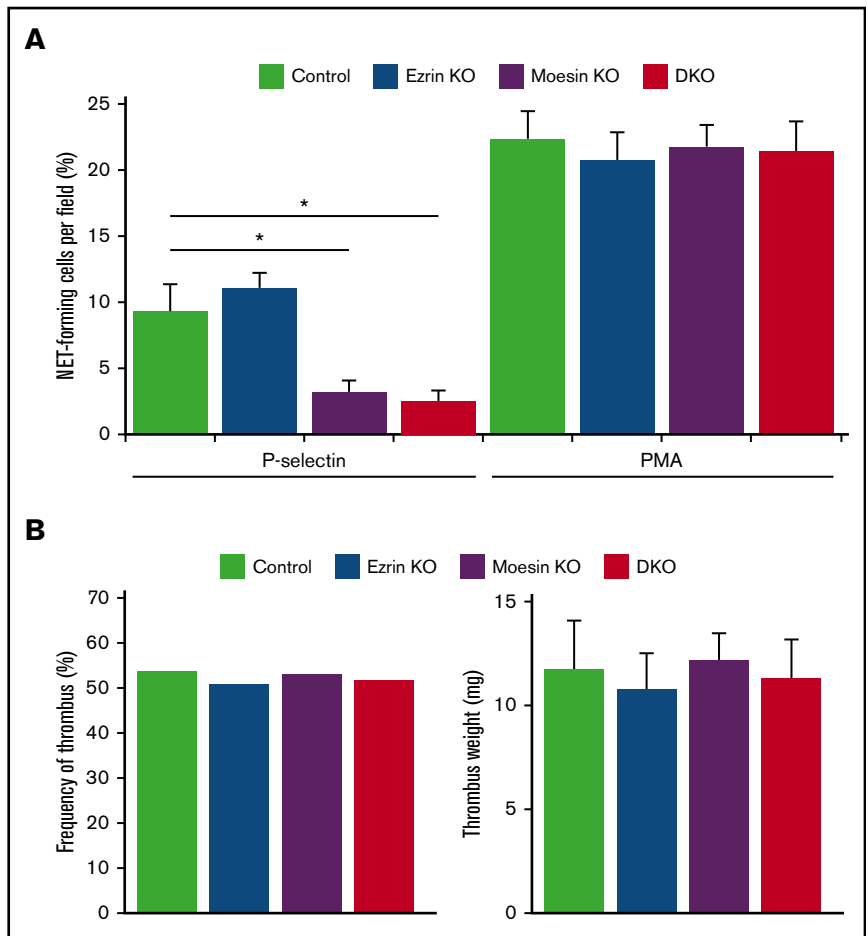 A
Control Ezrin KO Moesin KO DKO
NET-forming cells per field (%)
25
20
15
10
5
0
*
*
P-selectin PMA
B
Control Ezrin KO Moesin KO DKO
Frequency of thrombus (%)
70
60
50
40
30
20
10
0
Thrombus weight (mg)
15
10
5
0